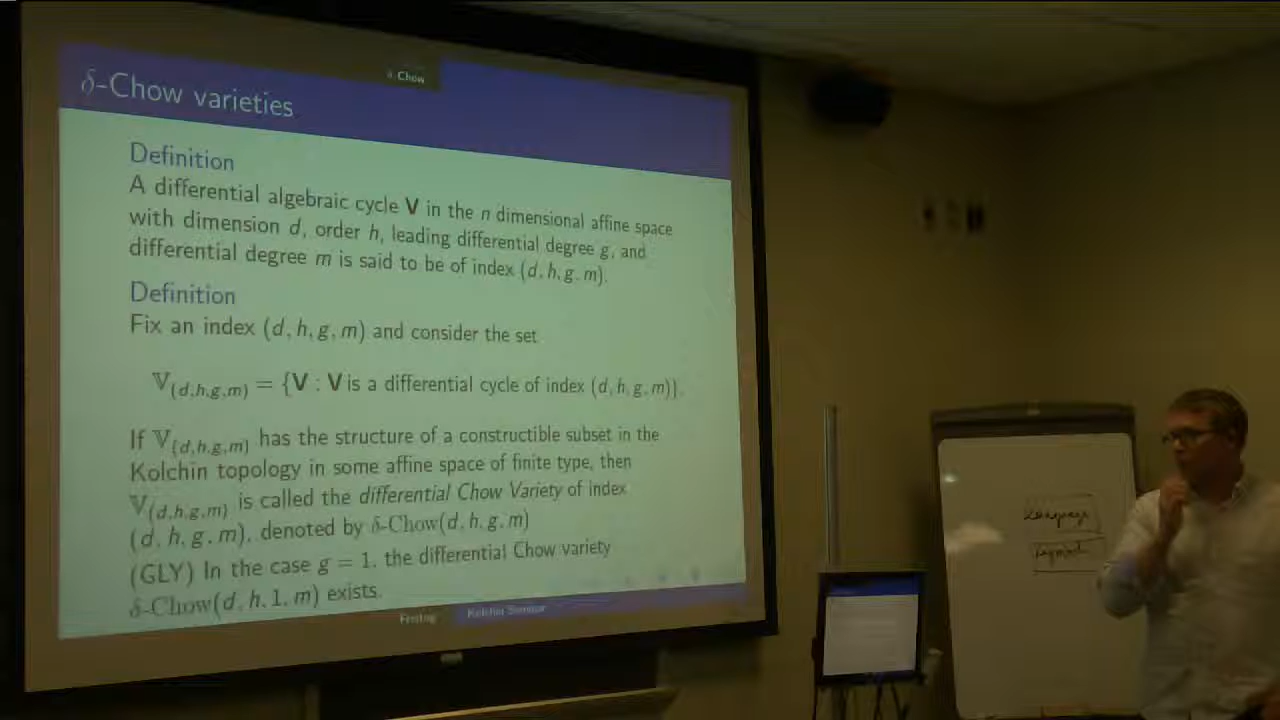 δ Chow
δ-Chow varieties
Definition
A differential algebraic cycle V in the n dimensional affine space
with dimension d, order h, leading differential degree g, and
differential degree m is said to be of index (d, h, g, m).
Definition
Fix an index (d, h, g, m) and consider the set
𝕍(d,h,g,m) = {V : V is a differential cycle of index (d, h, g, m)}.
If 𝕍(d,h,g,m) has the structure of a constructible subset in the
Kolchin topology in some affine space of finite type, then
𝕍(d,h,g,m) is called the differential Chow Variety of index
(d, h, g, m), denoted by δ-Chow(d, h, g, m)
(GLY) In the case g = 1, the differential Chow variety
δ-Chow(d, h, 1, m) exists.
Freitag Kolchin Seminar
Language